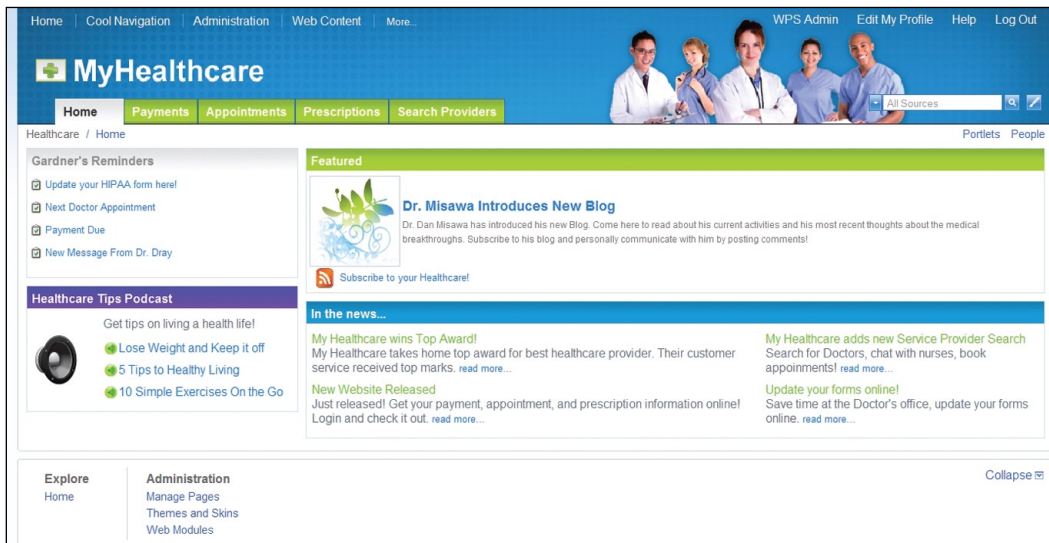 Home Cool Navigation Administration Web Content More...
WPS Admin Edit My Profile Help Log Out
MyHealthcare
Home Payments Appointments Prescriptions Search Providers
All Sources
Healthcare / Home
Portlets People
Gardner's Reminders
Update your HIPAA form here!
Next Doctor Appointment
Payment Due
New Message From Dr. Dray
Healthcare Tips Podcast
Get tips on living a health life!
Lose Weight and Keep it off
5 Tips to Healthy Living
10 Simple Exercises On the Go
Featured
Dr. Misawa Introduces New Blog
Dr. Dan Misawa has introduced his new Blog. Come here to read about his current activities and his most recent thoughts about the medical
breakthroughs. Subscribe to his blog and personally communicate with him by posting comments!
Subscribe to your Healthcare!
In the news...
My Healthcare wins Top Award!
My Healthcare takes home top award for best healthcare provider. Their customer
service received top marks. read more...
New Website Released
Just released! Get your payment, appointment, and prescription information online!
Login and check it out. read more...
My Healthcare adds new Service Provider Search
Search for Doctors, chat with nurses, book
appoinments! read more...
Update your forms online!
Save time at the Doctor's office, update your forms
online. read more...
Explore
Home
Administration
Manage Pages
Themes and Skins
Web Modules
Collapse